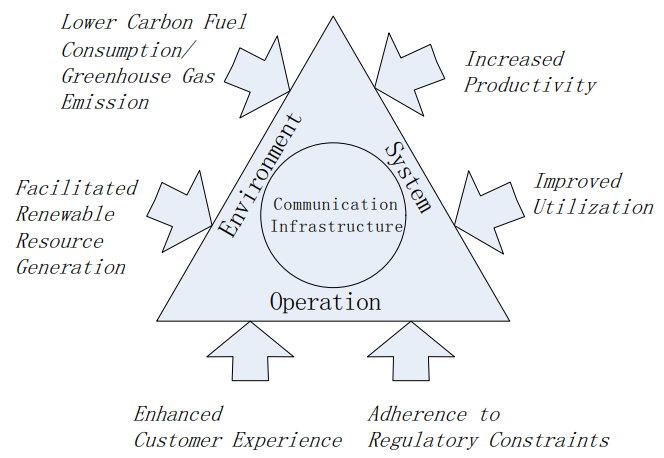 Lower Carbon Fuel
Consumption/
Greenhouse Gas
Emission
Increased
Productivity
Environment
System
Facilitated
Renewable
Resource
Generation
Improved
Utilization
Communication
Infrastructure
Operation
Enhanced
Customer Experience
Adherence to
Regulatory Constraints